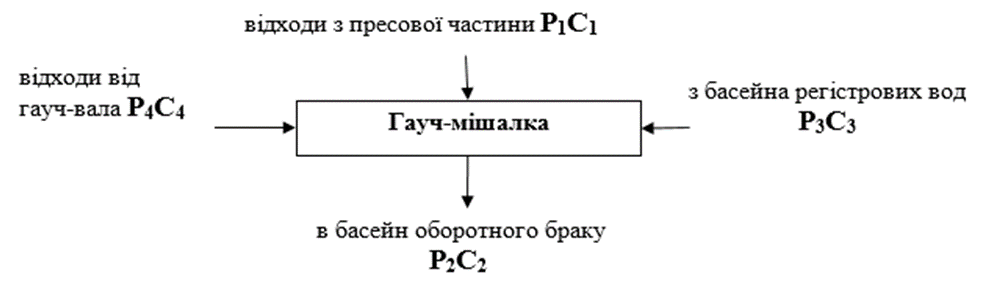 відходи з пресової частини P₁C₁
відходи від
гауч-вала P₄C₄
Гауч-мішалка
з басейна регістрових вод
P₃C₃
в басейн оборотного браку
P₂C₂